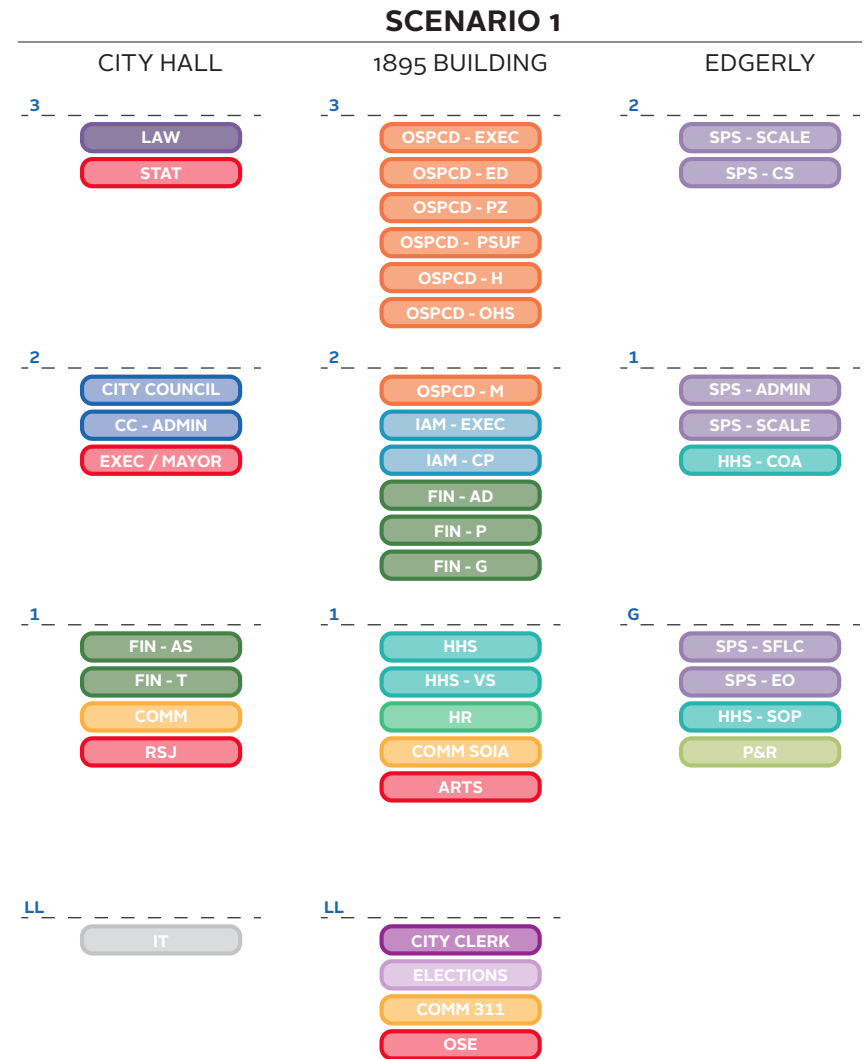 SCENARIO 1
CITY HALL
1895 BUILDING
EDGERLY
3
LAW
STAT
3
OSPCD - EXEC
OSPCD - ED
OSPCD - PZ
OSPCD - PSUF
OSPCD - H
OSPCD - OHS
2
SPS - SCALE
SPS - CS
2
CITY COUNCIL
CC - ADMIN
EXEC / MAYOR
2
OSPCD - M
IAM - EXEC
IAM - CP
FIN - AD
FIN - P
FIN - G
1
SPS - ADMIN
SPS - SCALE
HHS - COA
1
FIN - AS
FIN - T
COMM
RSJ
1
HHS
HHS - VS
HR
COMM SOIA
ARTS
G
SPS - SFLC
SPS - EO
HHS - SOP
P&R
LL
IT
LL
CITY CLERK
ELECTIONS
COMM 311
OSE